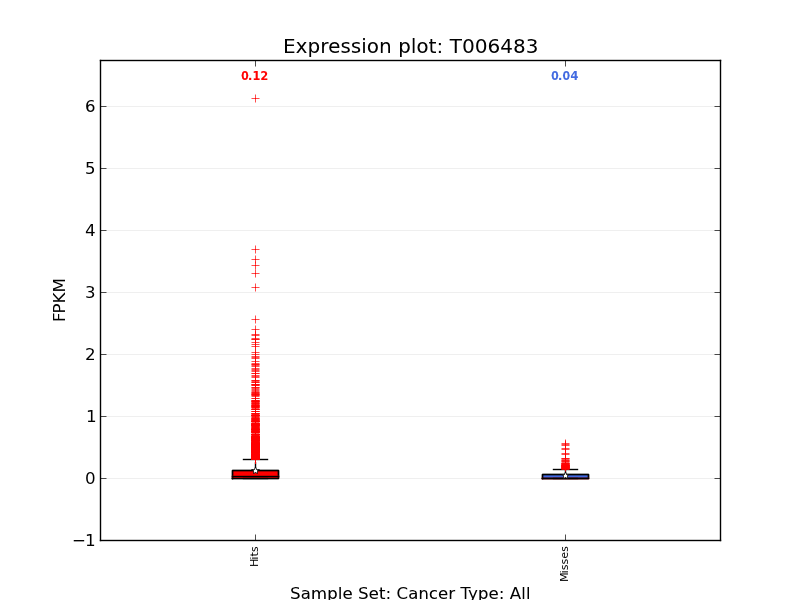 Expression plot: T006483
0.12
0.04
6
5
4
3
2
1
0
−1
FPKM
Hits
Misses
Sample Set: Cancer Type: All